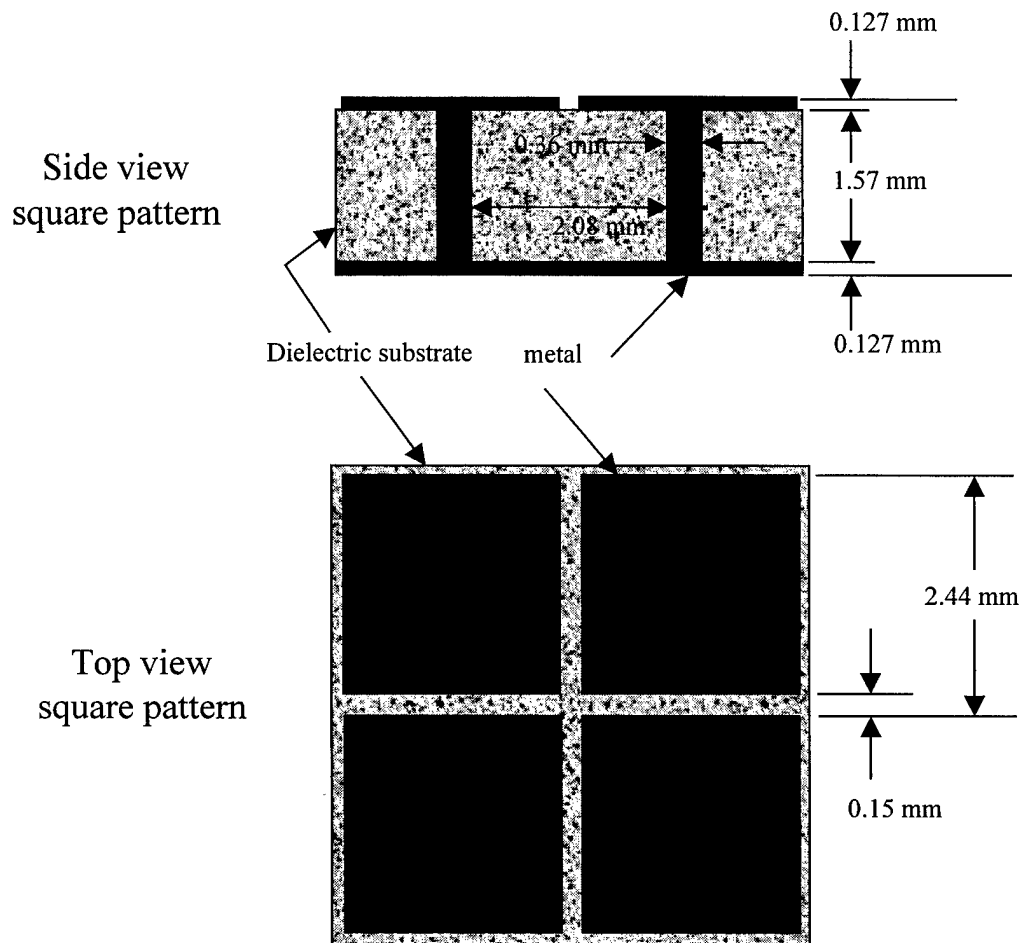 0.127 mm
Side view
square pattern
0.36 mm
1.57 mm
2.08 mm
Dielectric substrate
metal
0.127 mm
2.44 mm
Top view
square pattern
0.15 mm